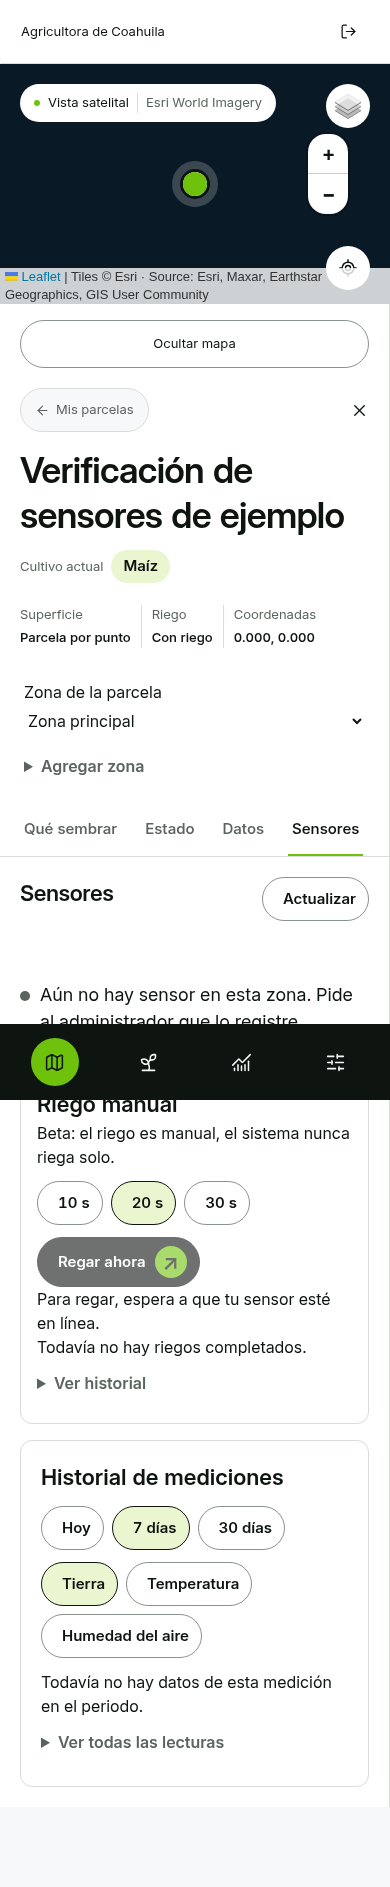 Agricultora de Coahuila
Vista satelital Esri World Imagery
+
−
Leaflet | Tiles © Esri · Source: Esri, Maxar, Earthstar
Geographics, GIS User Community
Ocultar mapa
← Mis parcelas
Verificación de
sensores de ejemplo
Cultivo actual Maíz
Superficie Riego Coordenadas
Parcela por punto Con riego 0.000, 0.000
Zona de la parcela
Zona principal
Agregar zona
Qué sembrar Estado Datos Sensores
Sensores
Actualizar
Aún no hay sensor en esta zona. Pide
al administrador que lo registre
Riego manual
Beta: el riego es manual, el sistema nunca
riega solo.
10 s 20 s 30 s
Regar ahora
Para regar, espera a que tu sensor esté
en línea.
Todavía no hay riegos completados.
Ver historial
Historial de mediciones
Hoy 7 días 30 días
Tierra Temperatura
Humedad del aire
Todavía no hay datos de esta medición
en el periodo.
Ver todas las lecturas